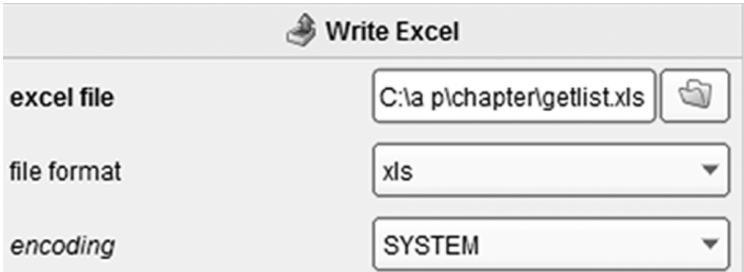 Write Excel
excel file C:\a p\chapter\getlist.xls
file format xls
encoding SYSTEM